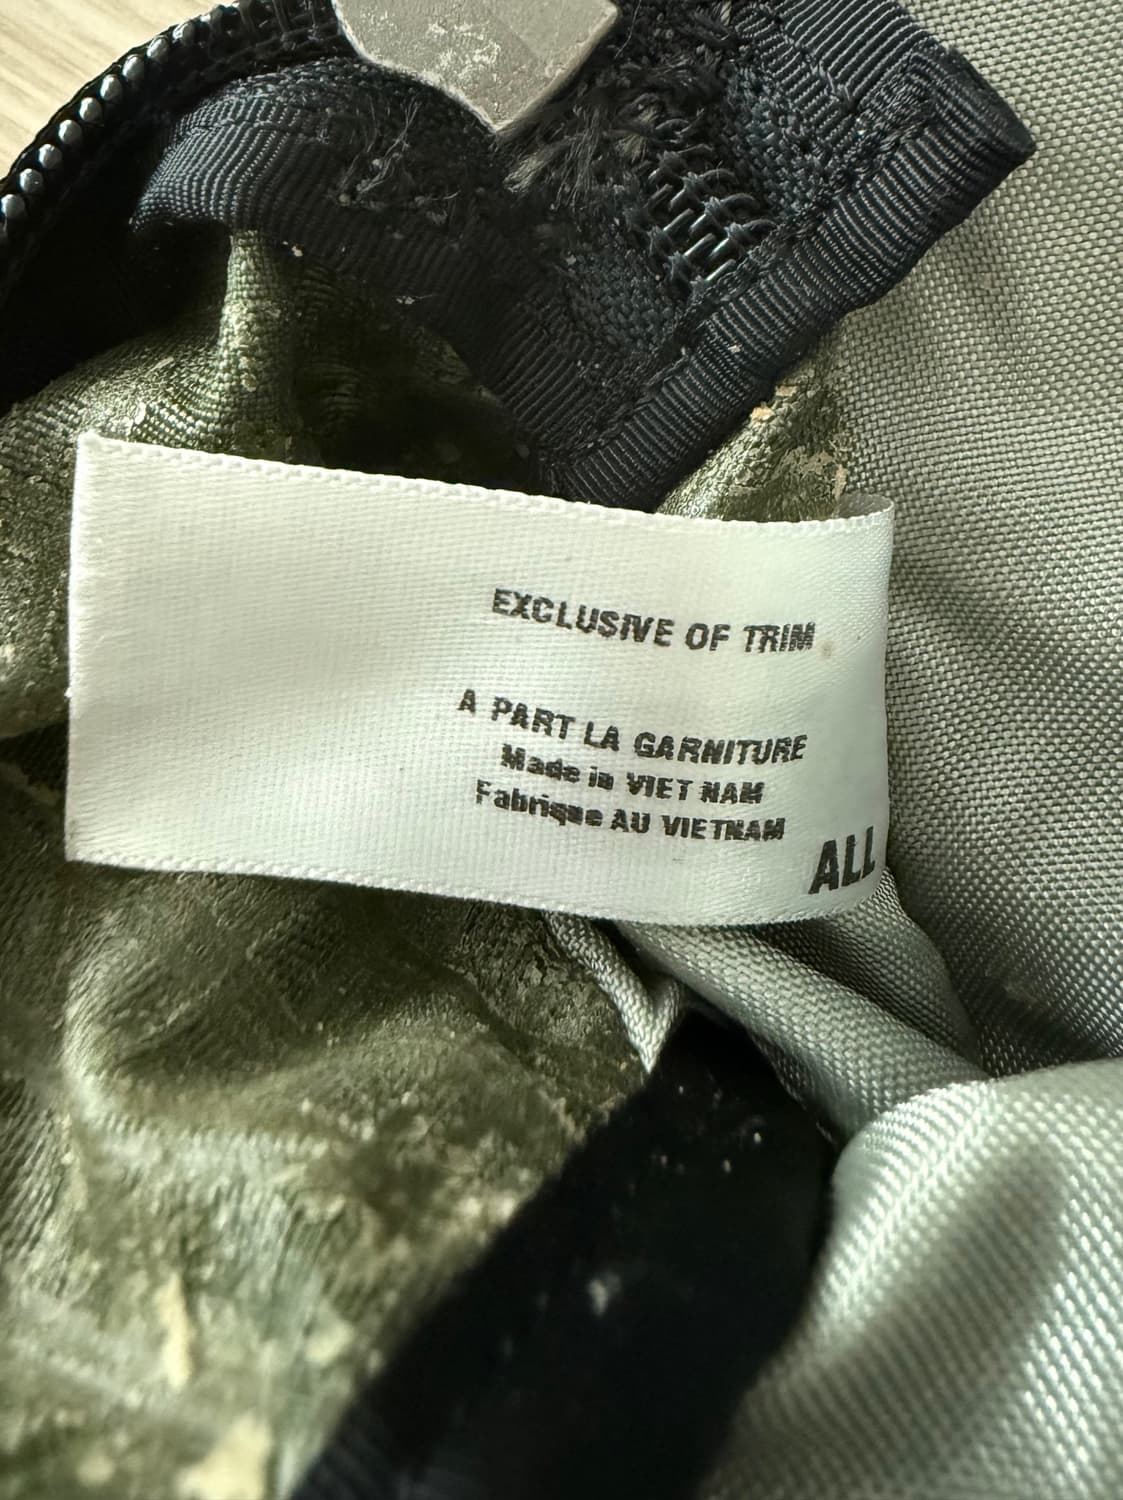 EXCLUSIVE OF TRIM
A PART LA GARNITURE
Made in VIET NAM
Fabrique AU VIETNAM
ALL